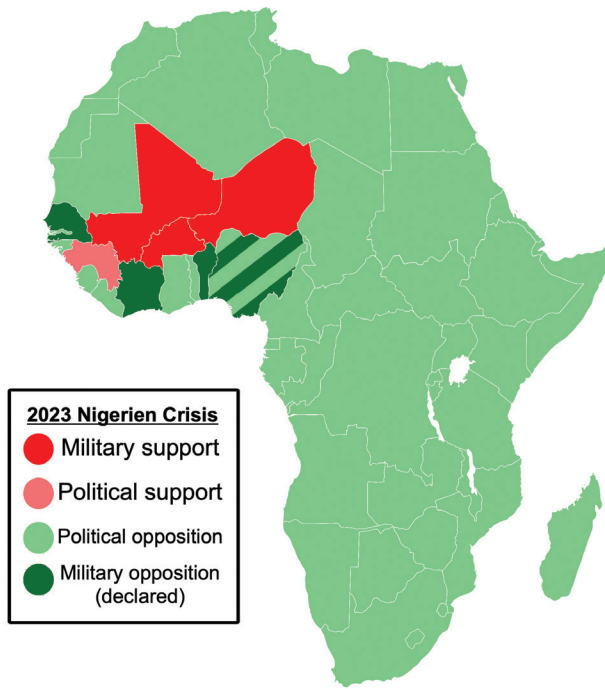 2023 Nigerien Crisis
Military support
Political support
Political opposition
Military opposition
(declared)